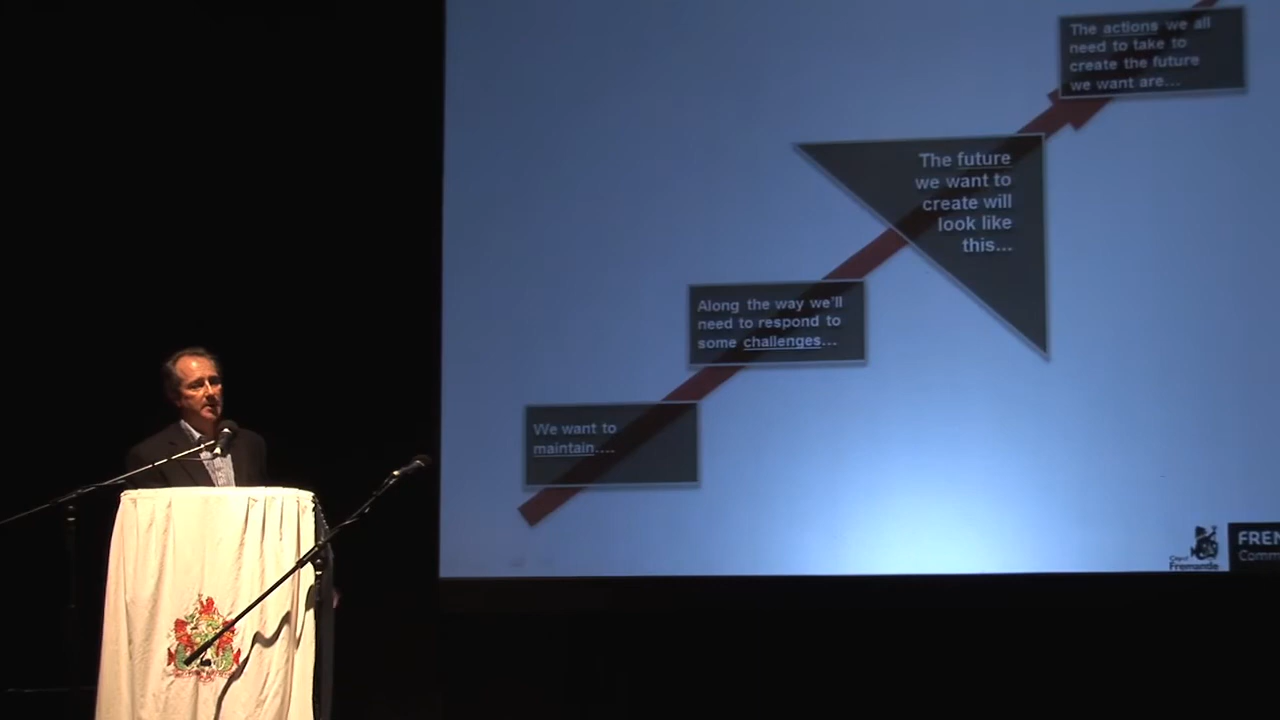 The actions we all
need to take to
create the future
we want are...
The future
we want to
create will
look like
this...
Along the way we'll
need to respond to
some challenges...
We want to
maintain....
City of
Fremantle